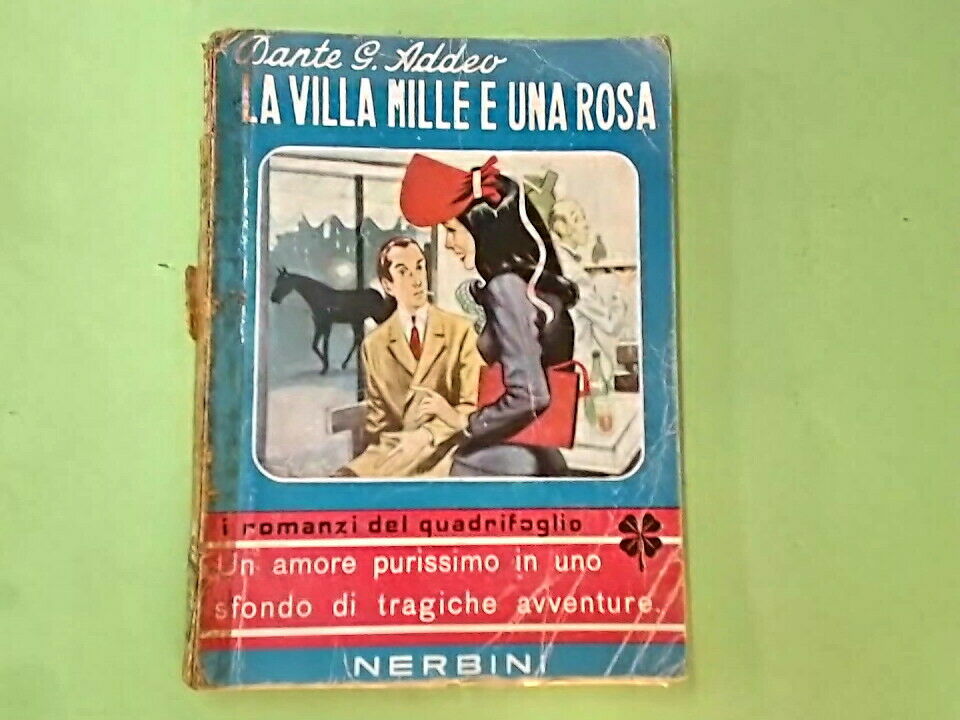 Dante G. Addeo
LA VILLA MILLE E UNA ROSA
i romanzi del quadrifoglio
Un amore purissimo in uno
sfondo di tragiche avventure.
NERBINI